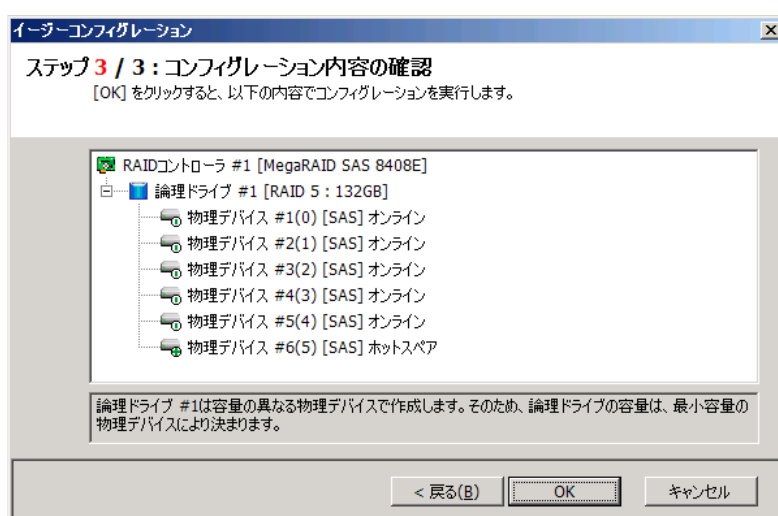 イージーコンフィグレーション
ステップ 3 / 3 : コンフィグレーション内容の確認
[OK] をクリックすると、以下の内容でコンフィグレーションを実行します。
RAIDコントローラ #1 [MegaRAID SAS 8408E]
論理ドライブ #1 [RAID 5 : 132GB]
物理デバイス #1(0) [SAS] オンライン
物理デバイス #2(1) [SAS] オンライン
物理デバイス #3(2) [SAS] オンライン
物理デバイス #4(3) [SAS] オンライン
物理デバイス #5(4) [SAS] オンライン
物理デバイス #6(5) [SAS] ホットスペア
論理ドライブ #1は容量の異なる物理デバイスで作成します。そのため、論理ドライブの容量は、最小容量の
物理デバイスにより決まります。
< 戻る(B) OK キャンセル